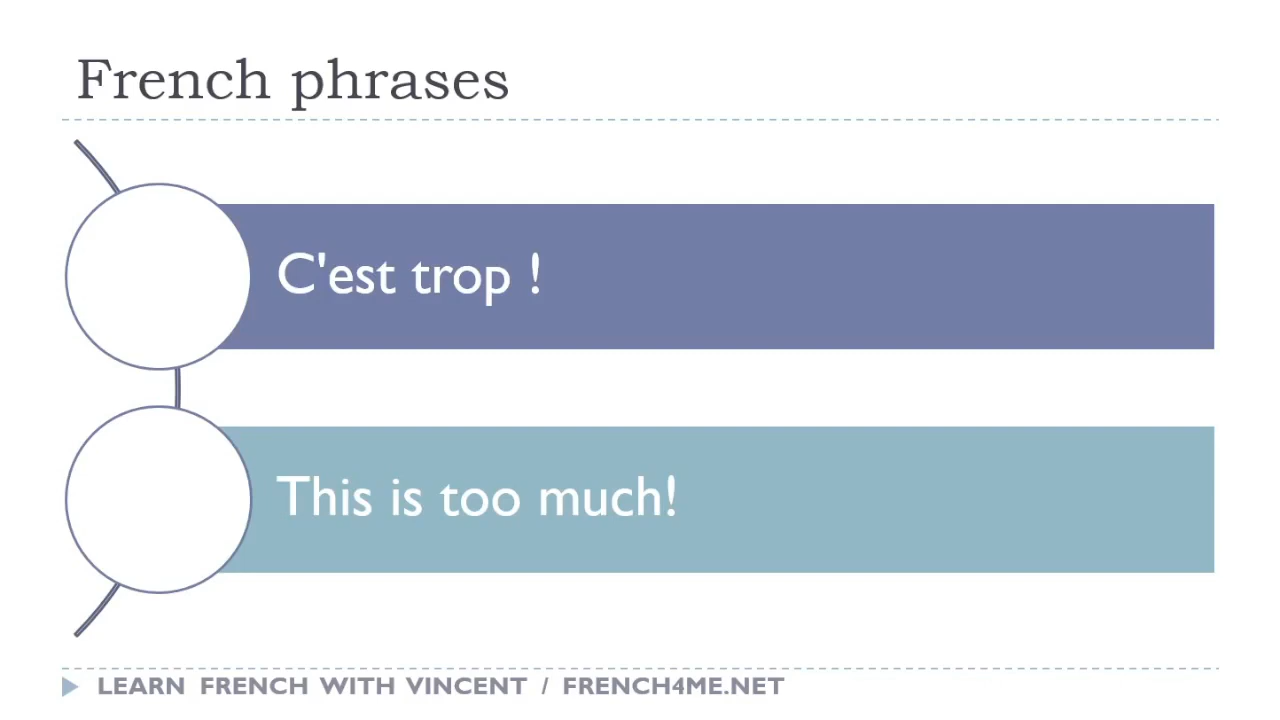 French phrases
C'est trop !
This is too much!
LEARN FRENCH WITH VINCENT / FRENCH4ME.NET